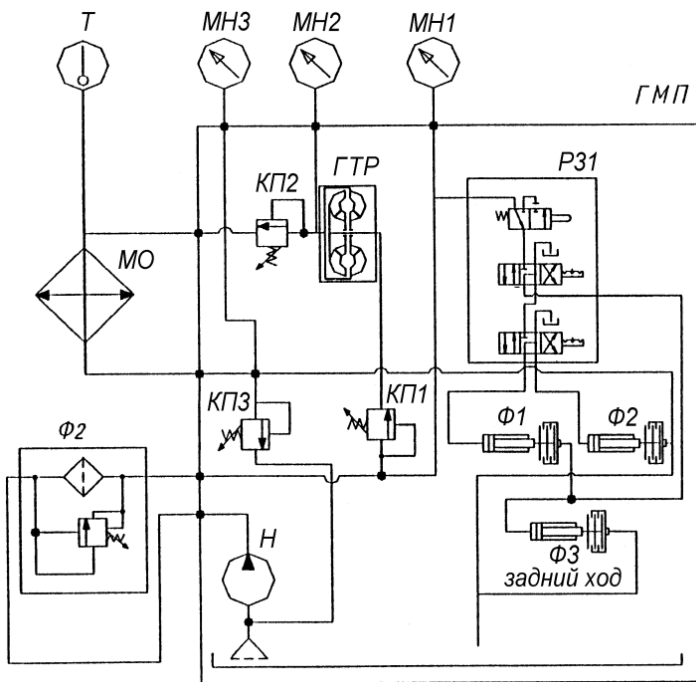 Т
МН3
МН2
МН1
ГМП
ГТР
РЗ1
КП2
МО
КП3
КП1
Ф2
Ф1
Ф2
Н
Ф3
задний ход